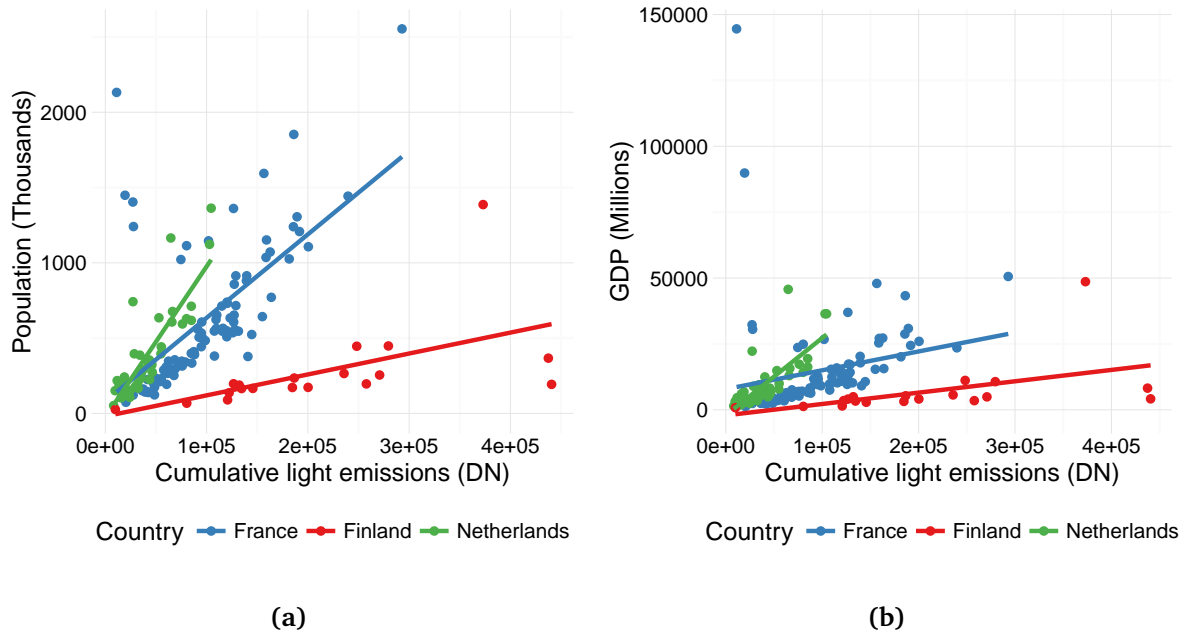 Population (Thousands)
2000
1000
0
0e+00 1e+05 2e+05 3e+05 4e+05
Cumulative light emissions (DN)
Country France Finland Netherlands
(a)
GDP (Millions)
150000
100000
50000
0
0e+00 1e+05 2e+05 3e+05 4e+05
Cumulative light emissions (DN)
Country France Finland Netherlands
(b)